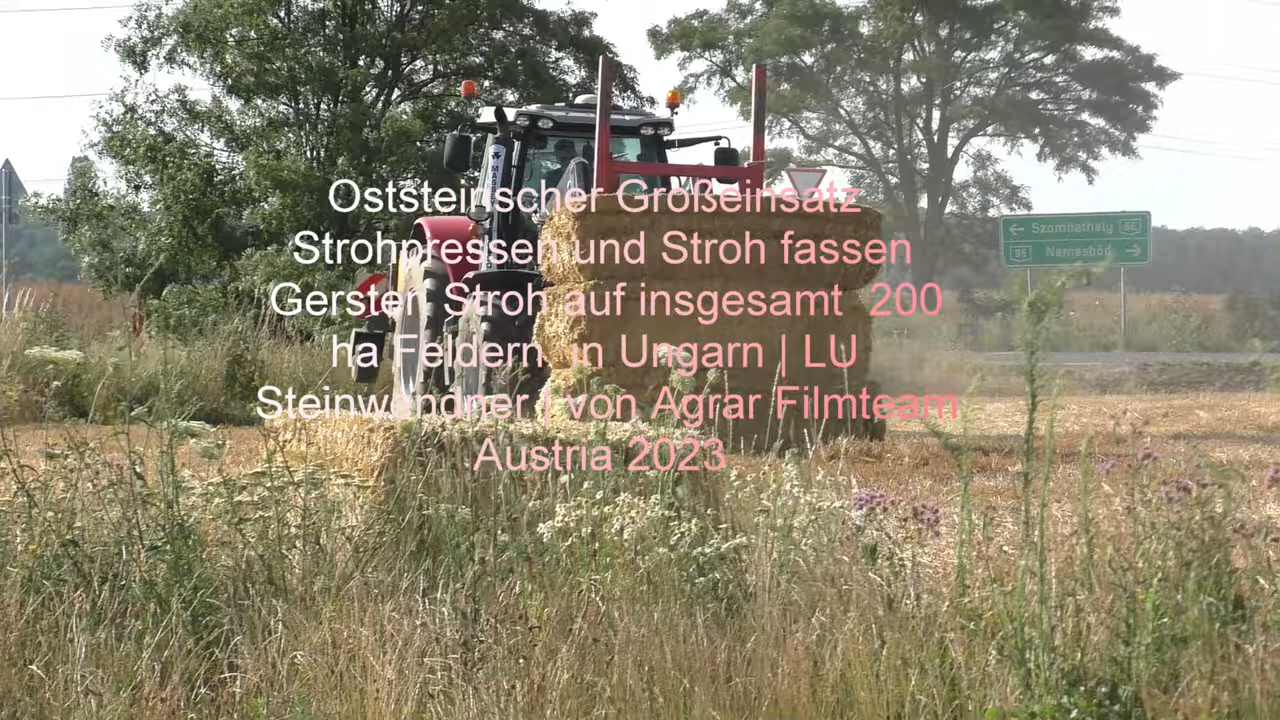 Oststeirischer Großeinsatz
Strohpressen und Stroh fassen
Gersten Stroh auf insgesamt 200
ha Feldern in Ungarn | LU
Steinwendner | von Agrar Filmteam
Austria 2023
← Szombathely 86
86 Nemesbőd →